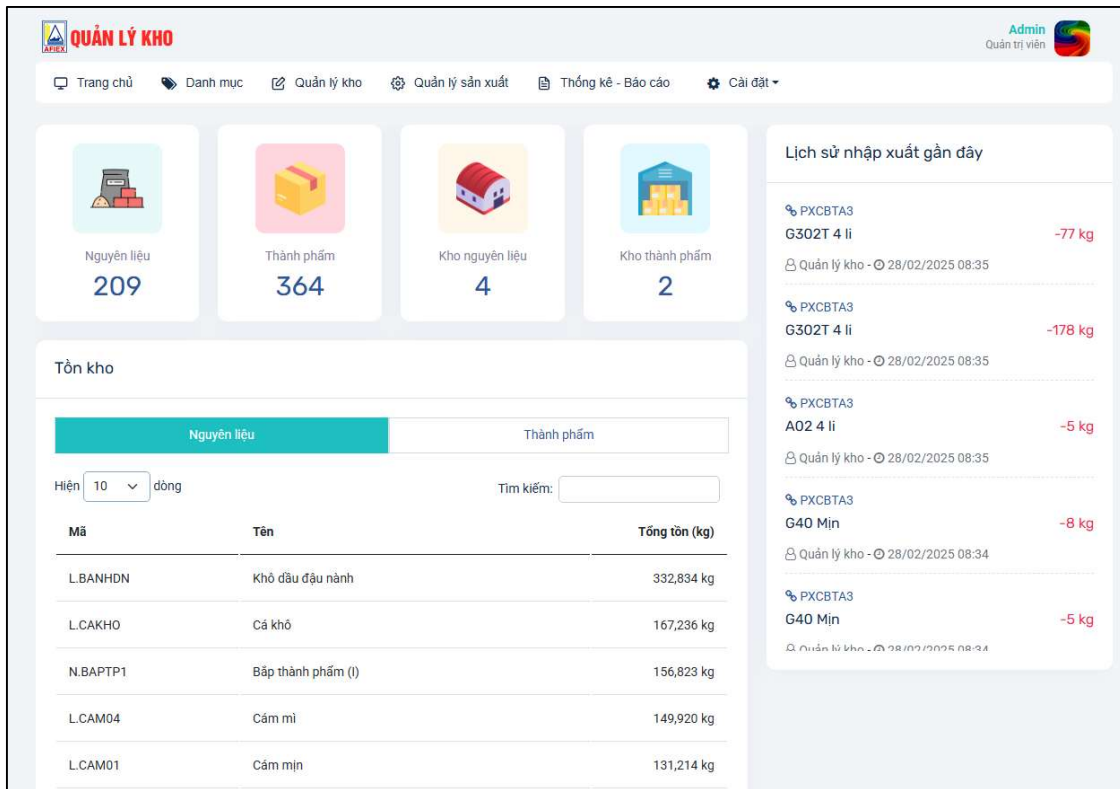 AFIEX QUẢN LÝ KHO
Admin
Quản trị viên
Trang chủ Danh mục Quản lý kho Quản lý sản xuất Thống kê - Báo cáo Cài đặt
Nguyên liệu
209
Thành phẩm
364
Kho nguyên liệu
4
Kho thành phẩm
2
Tồn kho
Nguyên liệu Thành phẩm
Hiện 10 dòng Tìm kiếm:
Mã Tên Tổng tồn (kg)
L.BANHDN Khô dầu đậu nành 332,834 kg
L.CAKHO Cá khô 167,236 kg
N.BAPTP1 Bắp thành phẩm (I) 156,823 kg
L.CAM04 Cám mì 149,920 kg
L.CAM01 Cám mịn 131,214 kg
Lịch sử nhập xuất gần đây
PXCBTA3
G302T 4 li -77 kg
Quản lý kho - 28/02/2025 08:35
PXCBTA3
G302T 4 li -178 kg
Quản lý kho - 28/02/2025 08:35
PXCBTA3
A02 4 li -5 kg
Quản lý kho - 28/02/2025 08:35
PXCBTA3
G40 Mịn -8 kg
Quản lý kho - 28/02/2025 08:34
PXCBTA3
G40 Mịn -5 kg
Quản lý kho - 28/02/2025 08:34